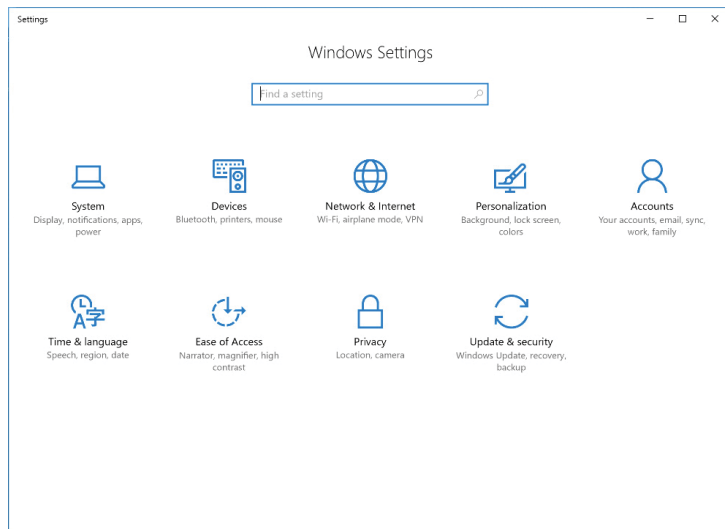 Settings
Windows Settings
Find a setting
System
Display, notifications, apps,
power
Devices
Bluetooth, printers, mouse
Network & Internet
Wi-Fi, airplane mode, VPN
Personalization
Background, lock screen,
colors
Accounts
Your accounts, email, sync,
work, family
A字
Time & language
Speech, region, date
Ease of Access
Narrator, magnifier, high
contrast
Privacy
Location, camera
Update & security
Windows Update, recovery,
backup